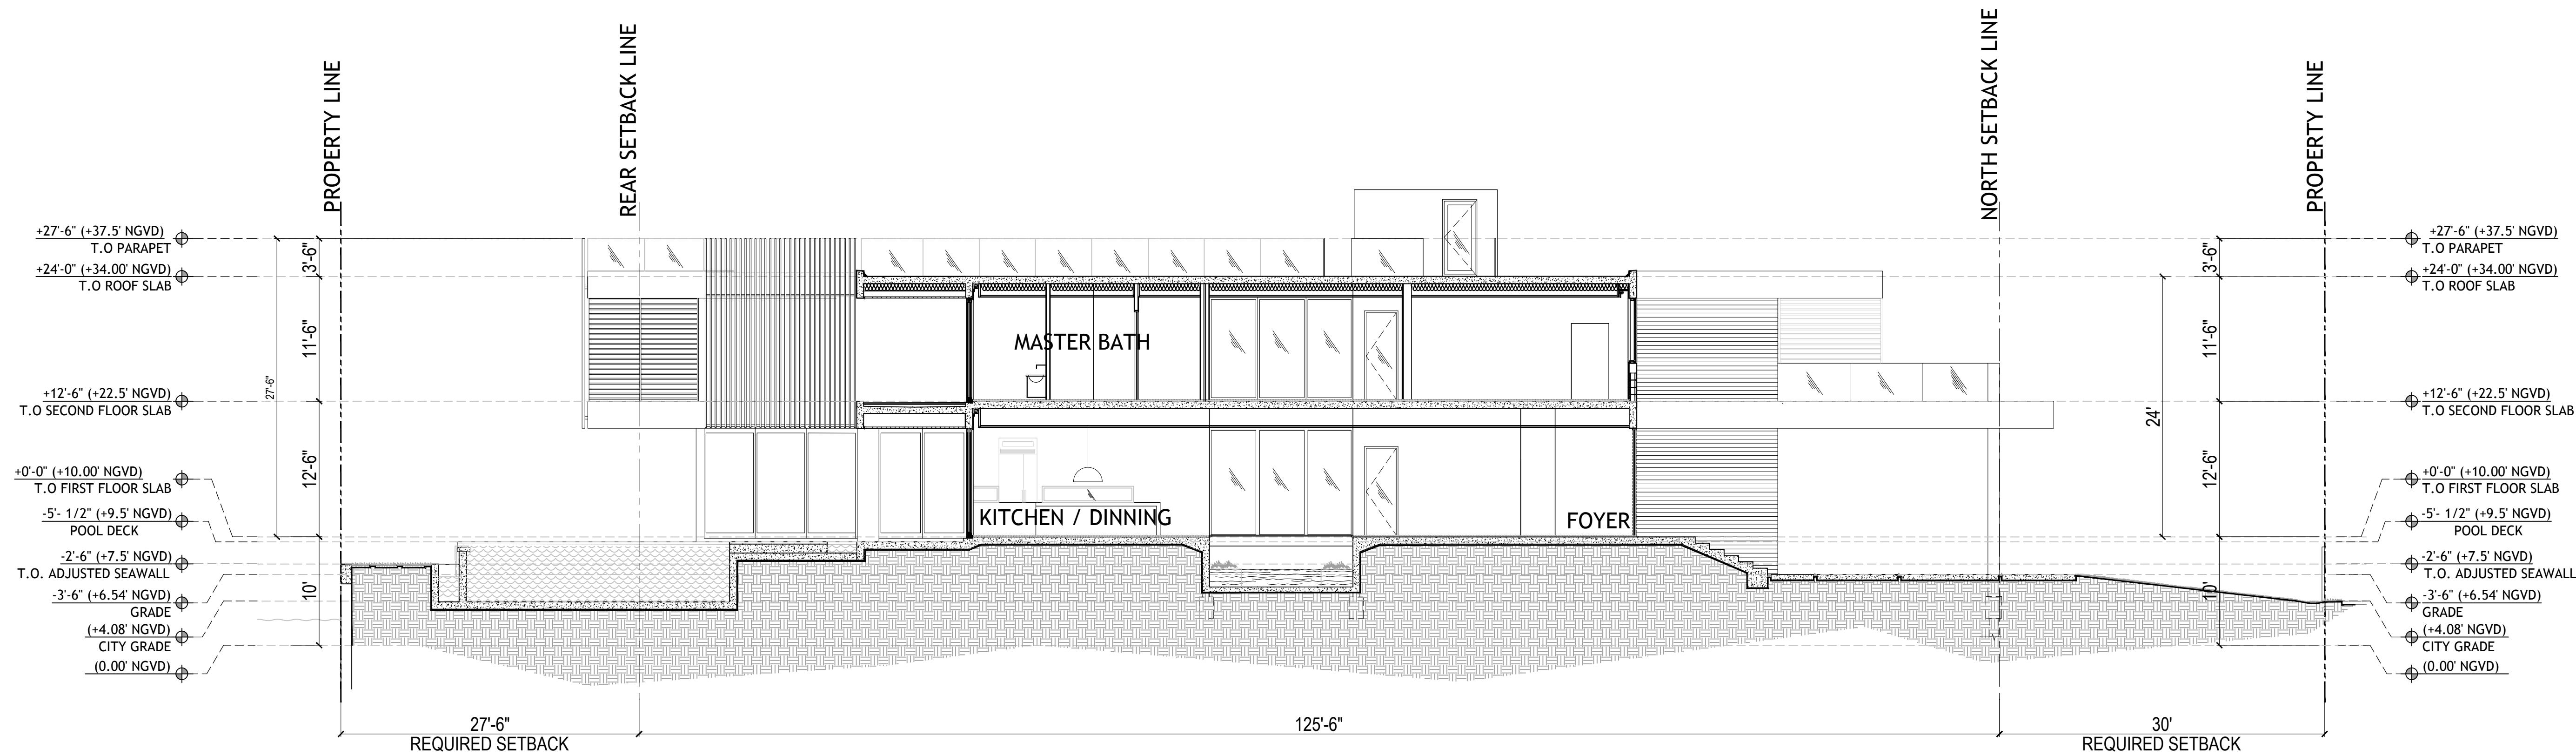 PROPERTY LINE
REAR SETBACK LINE
NORTH SETBACK LINE
PROPERTY LINE
+27'-6" (+37.5' NGVD)
T.O PARAPET
+24'-0" (+34.00' NGVD)
T.O ROOF SLAB
+12'-6" (+22.5' NGVD)
T.O SECOND FLOOR SLAB
+0'-0" (+10.00' NGVD)
T.O FIRST FLOOR SLAB
-5'- 1/2" (+9.5' NGVD)
POOL DECK
-2'-6" (+7.5' NGVD)
T.O. ADJUSTED SEAWALL
-3'-6" (+6.54' NGVD)
GRADE
(+4.08' NGVD)
CITY GRADE
(0.00' NGVD)
27'-6"
3'-6"
11'-6"
12'-6"
10'
MASTER BATH
KITCHEN / DINNING
FOYER
24'
3'-6"
11'-6"
12'-6"
10'
+27'-6" (+37.5' NGVD)
T.O PARAPET
+24'-0" (+34.00' NGVD)
T.O ROOF SLAB
+12'-6" (+22.5' NGVD)
T.O SECOND FLOOR SLAB
+0'-0" (+10.00' NGVD)
T.O FIRST FLOOR SLAB
-5'- 1/2" (+9.5' NGVD)
POOL DECK
-2'-6" (+7.5' NGVD)
T.O. ADJUSTED SEAWALL
-3'-6" (+6.54' NGVD)
GRADE
(+4.08' NGVD)
CITY GRADE
(0.00' NGVD)
27'-6"
REQUIRED SETBACK
125'-6"
30'
REQUIRED SETBACK